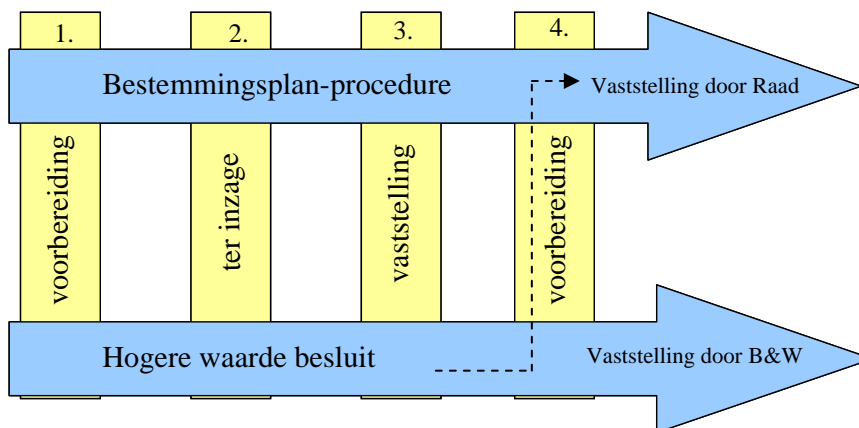 1.
2.
3.
4.
Bestemmingsplan-procedure
Vaststelling door Raad
voorbereiding
ter inzage
vaststelling
voorbereiding
Hogere waarde besluit
Vaststelling door B&W